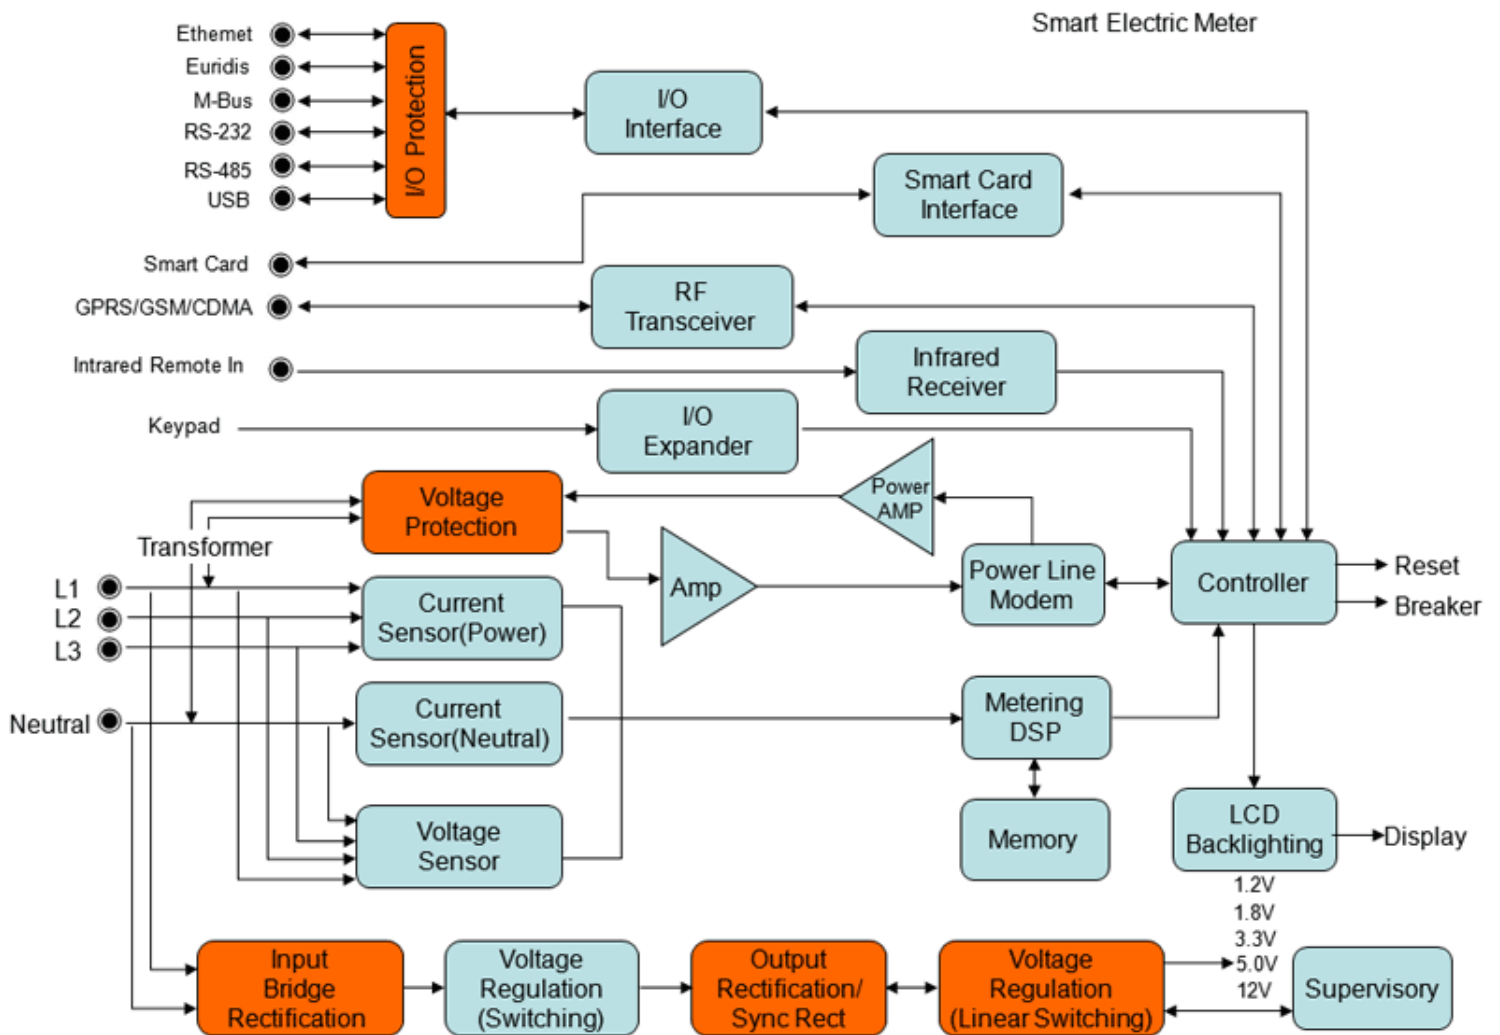 Smart Electric Meter
Ethemet
Euridis
M-Bus
RS-232
RS-485
USB
I/O Protection
I/O
Interface
Smart Card
Interface
Smart Card
GPRS/GSM/CDMA
RF
Transceiver
Intrared Remote In
Infrared
Receiver
Keypad
I/O
Expander
Voltage
Protection
Power
AMP
Transformer
L1
L2
L3
Current
Sensor(Power)
Amp
Power Line
Modem
Controller
Reset
Breaker
Neutral
Current
Sensor(Neutral)
Metering
DSP
Voltage
Sensor
Memory
LCD
Backlighting
Display
1.2V
1.8V
3.3V
5.0V
12V
Input
Bridge
Rectification
Voltage
Regulation
(Switching)
Output
Rectification/
Sync Rect
Voltage
Regulation
(Linear Switching)
Supervisory